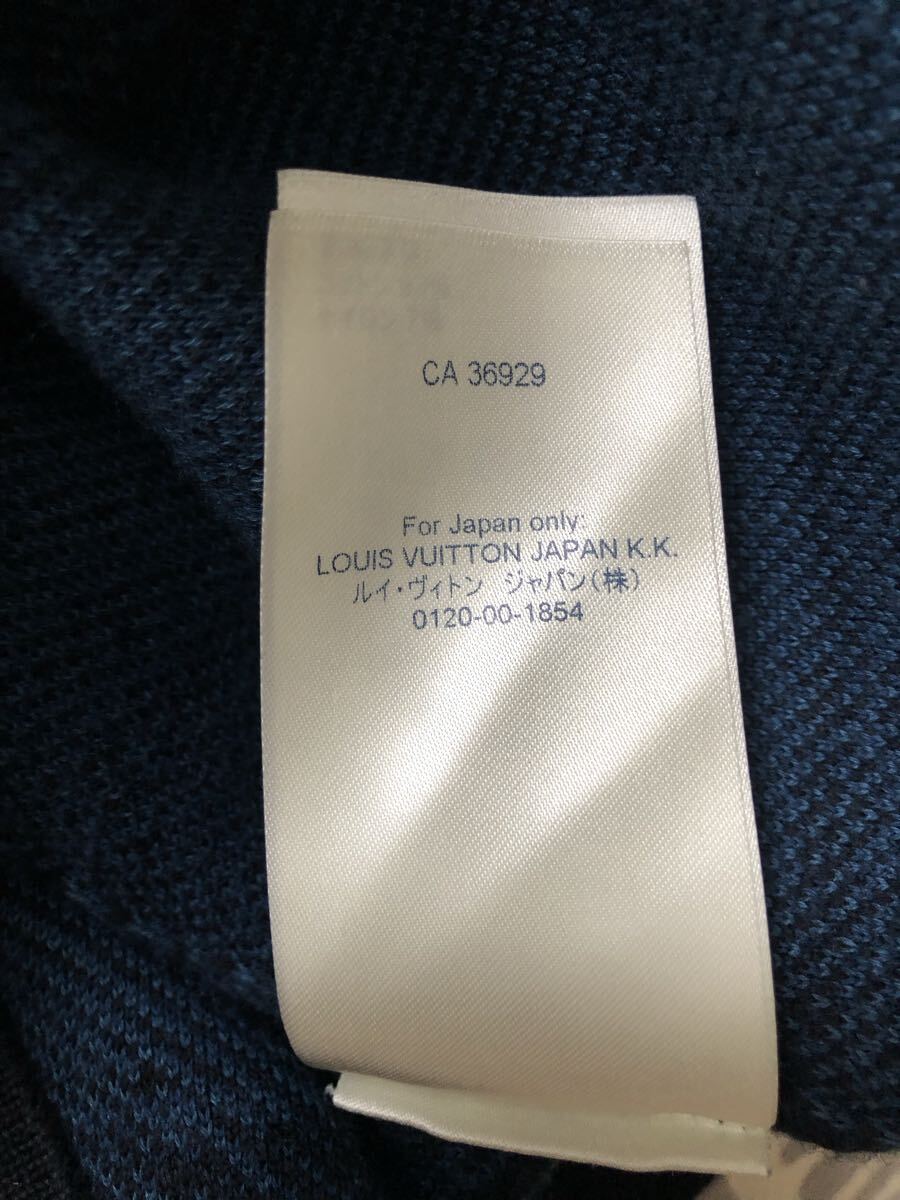 CA 36929
For Japan only:
LOUIS VUITTON JAPAN K.K.
ルイ・ヴィトン ジャパン(株)
0120-00-1854